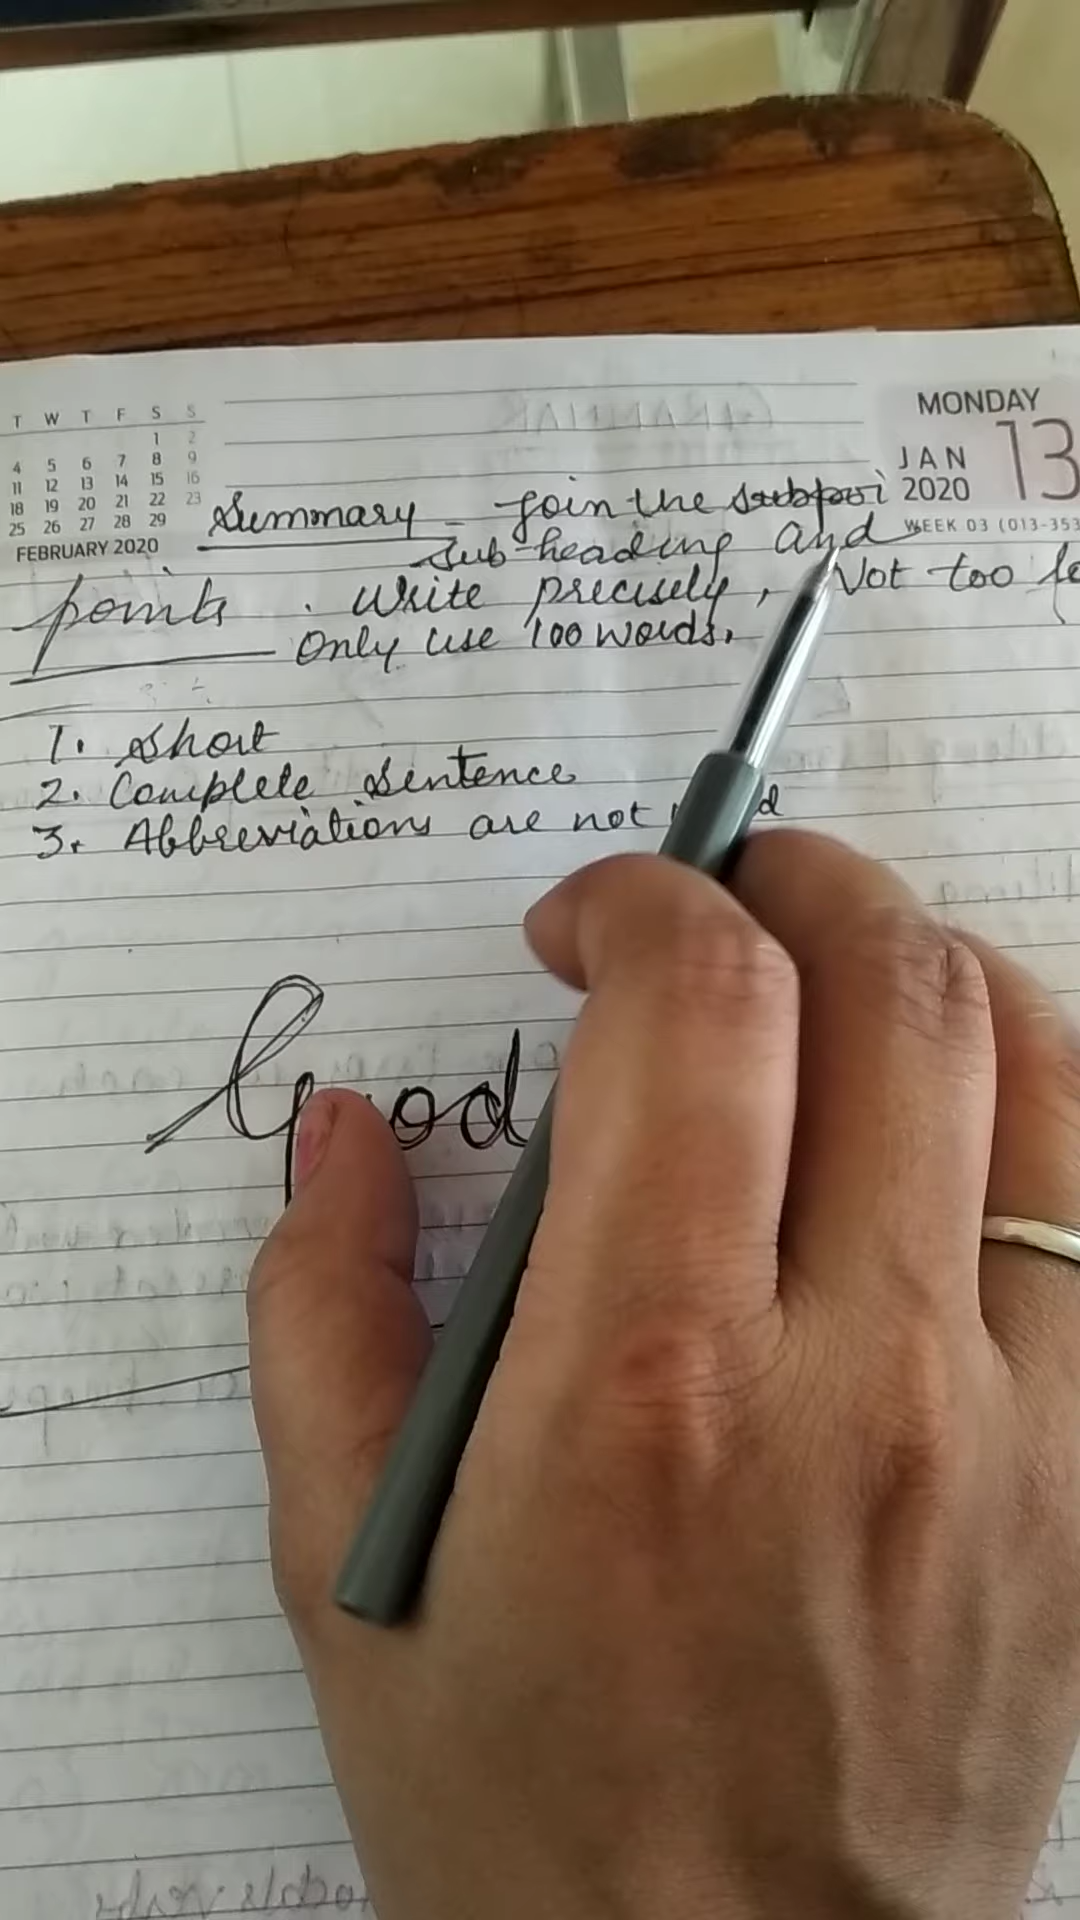 MONDAY
JAN 13
2020
WEEK 03 (013-353
T W T F S S
1 2
4 5 6 7 8 9
11 12 13 14 15 16
18 19 20 21 22 23
25 26 27 28 29
FEBRUARY 2020
Summary - Join the subpoi
sub-heading and
points . Write precisely, Not too
Only use 100 words.
1. Short
2. Complete Sentence
3. Abbreviations are not
Good